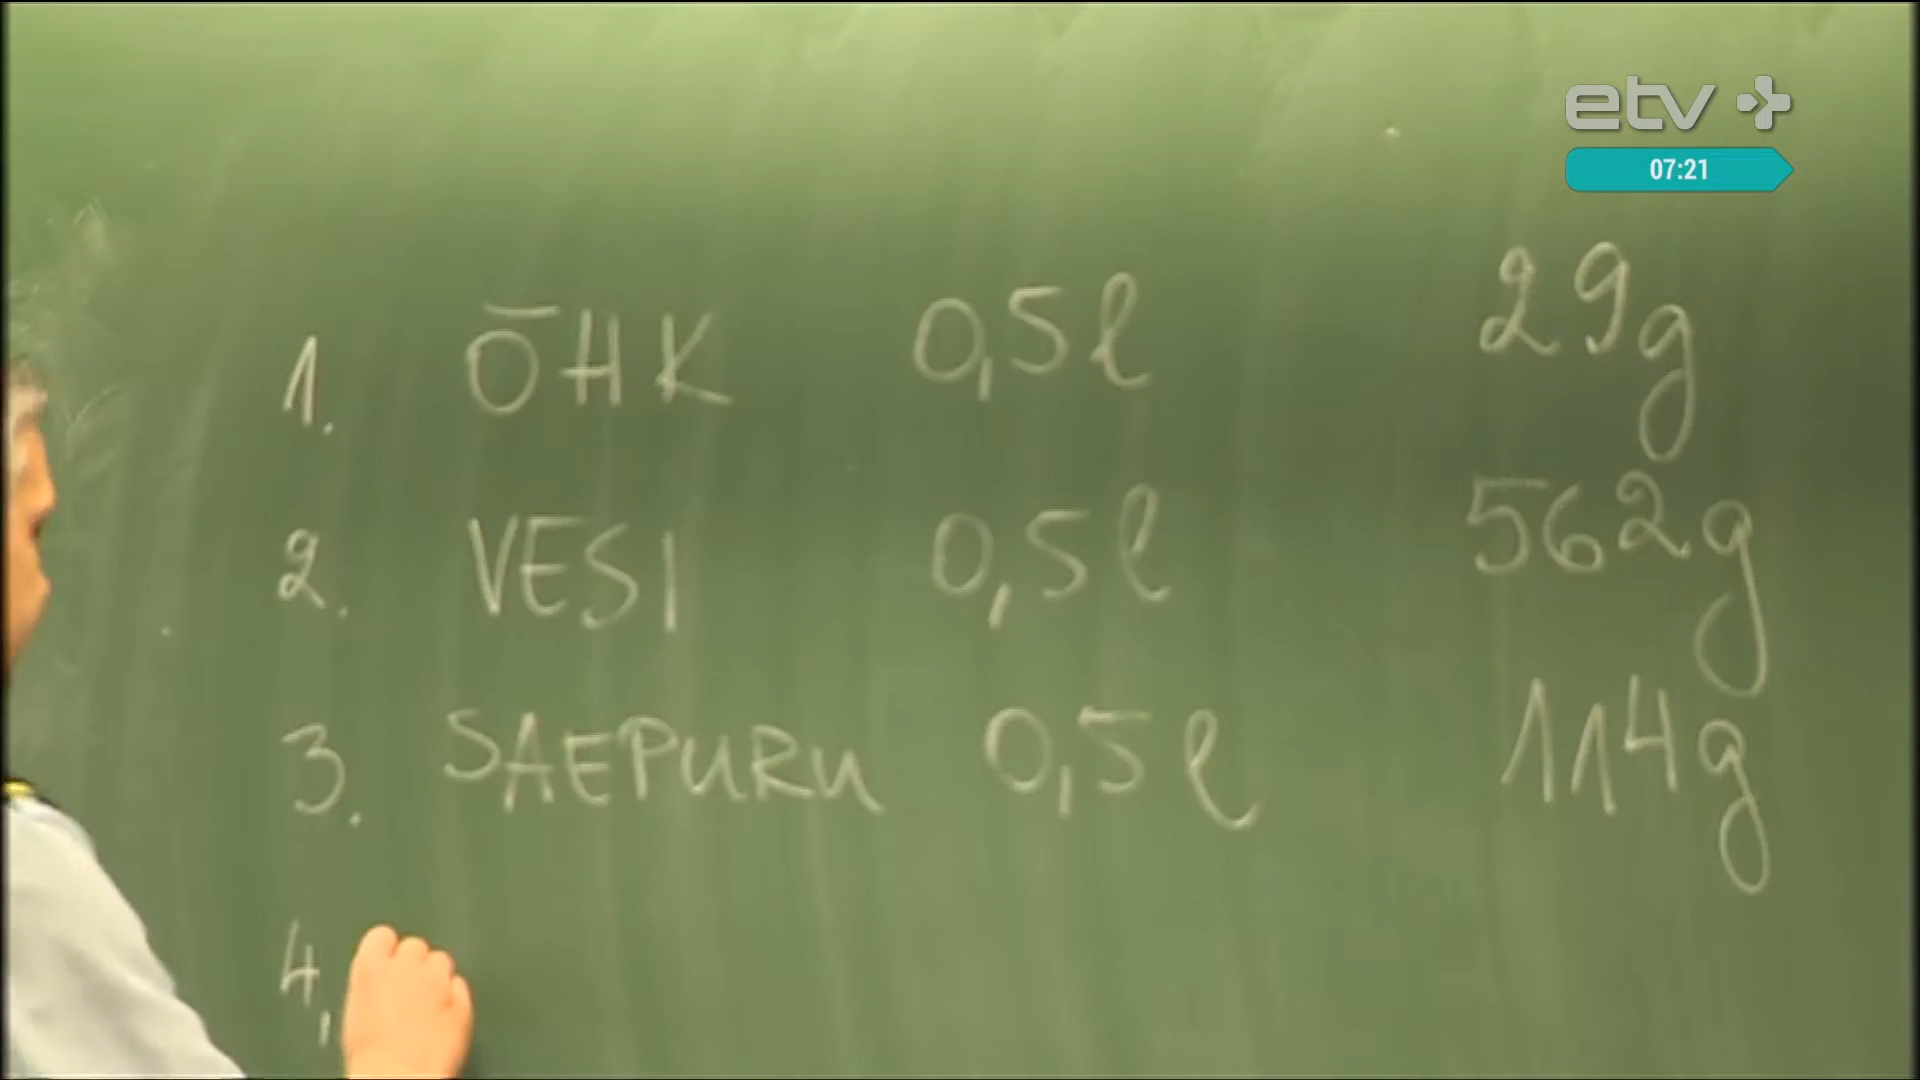 etv
07:21
1. ÕHK 0,5l 29g
2. VESI 0,5l 562g
3. SAEPURU 0,5l 114g
4.